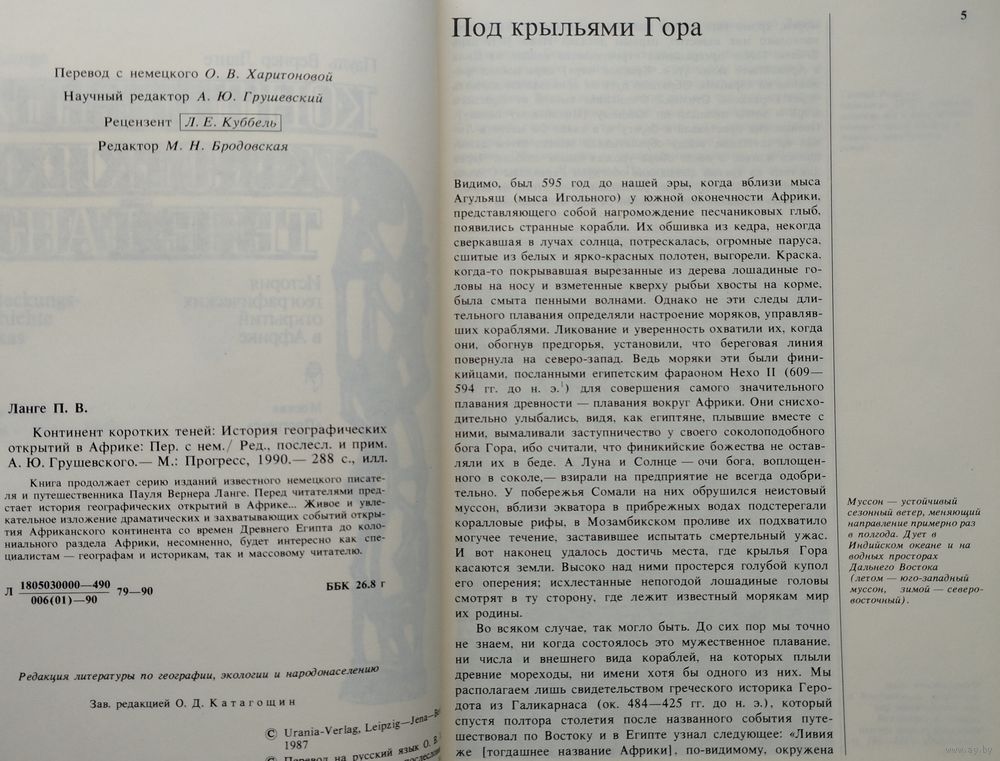 Перевод с немецкого О. В. Харитоновой
Научный редактор А. Ю. Грушевский
Рецензент Л. Е. Куббель
Редактор М. Н. Бродовская
Ланге П. В.
Континент коротких теней: История географических
открытий в Африке: Пер. с нем./ Ред., послесл. и прим.
А. Ю. Грушевского.— М.: Прогресс, 1990.— 288 с., илл.
Книга продолжает серию изданий известного немецкого писате-
ля и путешественника Пауля Вернера Ланге. Перед читателями пред-
стает история географических открытий в Африке... Живое и увле-
кательное изложение драматических и захватывающих событий откры-
тия Африканского континента со времен Древнего Египта до коло-
ниального раздела Африки, несомненно, будет интересно как спе-
циалистам — географам и историкам, так и массовому читателю.
Л 1805030000—490
006(01)—90
79—90
ББК 26.8 г
Редакция литературы по географии, экологии и народонаселению
Зав. редакцией О. Д. Катагощин
© Urania-Verlag, Leipzig—Jena—
1987
© Перевод на русский язык О. В.
5
Под крыльями Гора
Видимо, был 595 год до нашей эры, когда вблизи мыса
Агульяш (мыса Игольного) у южной оконечности Африки,
представляющего собой нагромождение песчаниковых глыб,
появились странные корабли. Их обшивка из кедра, некогда
сверкавшая в лучах солнца, потрескалась, огромные паруса,
сшитые из белых и ярко-красных полотен, выгорели. Краска,
когда-то покрывавшая вырезанные из дерева лошадиные го-
ловы на носу и взметенные кверху рыбьи хвосты на корме,
была смыта пенными волнами. Однако не эти следы дли-
тельного плавания определяли настроение моряков, управляв-
ших кораблями. Ликование и уверенность охватили их, когда
они, обогнув предгорья, установили, что береговая линия
повернула на северо-запад. Ведь моряки эти были фини-
кийцами, посланными египетским фараоном Нехо II (609—
594 гг. до н. э.¹) для совершения самого значительного
плавания древности — плавания вокруг Африки. Они снисхо-
дительно улыбались, видя, как египтяне, плывшие вместе с
ними, вымаливали заступничество у своего соколоподобного
бога Гора, ибо считали, что финикийские божества не остав-
ляли их в беде. А Луна и Солнце — очи бога, воплощен-
ного в соколе,— взирали на предприятие не всегда одобри-
тельно. У побережья Сомали на них обрушился неистовый
муссон, вблизи экватора в прибрежных водах подстерегали
коралловые рифы, в Мозамбикском проливе их подхватило
могучее течение, заставившее испытать смертельный ужас.
И вот наконец удалось достичь места, где крылья Гора
касаются земли. Высоко над ними простерся голубой купол
его оперения; исхлестанные непогодой лошадиные головы
смотрят в ту сторону, где лежит известный морякам мир
их родины.
Во всяком случае, так могло быть. До сих пор мы точно
не знаем, ни когда состоялось это мужественное плавание,
ни числа и внешнего вида кораблей, на которых плыли
древние мореходы, ни имени хотя бы одного из них. Мы
располагаем лишь свидетельством греческого историка Геро-
дота из Галикарнаса (ок. 484—425 гг. до н. э.), который
спустя полтора столетия после названного события путе-
шествовал по Востоку и в Египте узнал следующее: «Ливия
же [тогдашнее название Африки], по-видимому, окружена
Муссон — устойчивый
сезонный ветер, меняющий
направление примерно раз
в полгода. Дует в
Индийском океане и на
водных просторах
Дальнего Востока
(летом — юго-западный
муссон, зимой — северо-
восточный).
www.ay.by